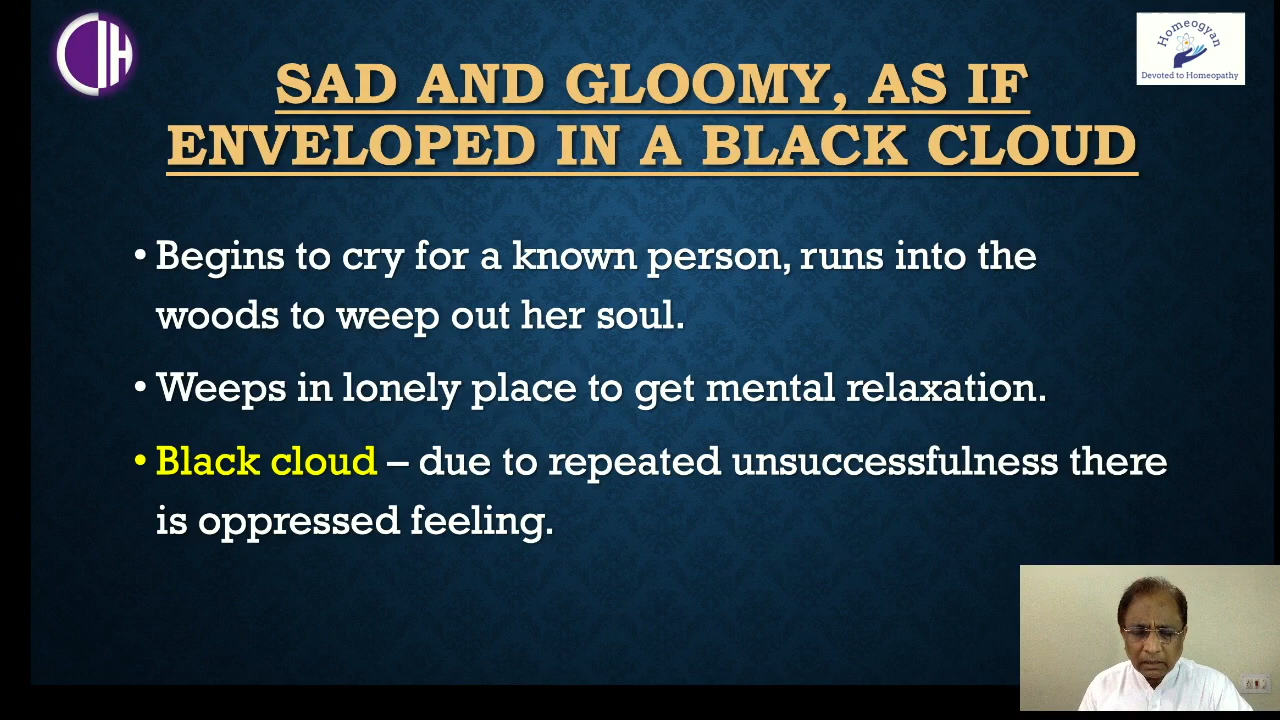 CIH
Homeogyan
Devoted to Homeopathy
SAD AND GLOOMY, AS IF
ENVELOPED IN A BLACK CLOUD
• Begins to cry for a known person, runs into the
woods to weep out her soul.
• Weeps in lonely place to get mental relaxation.
• Black cloud – due to repeated unsuccessfulness there
is oppressed feeling.